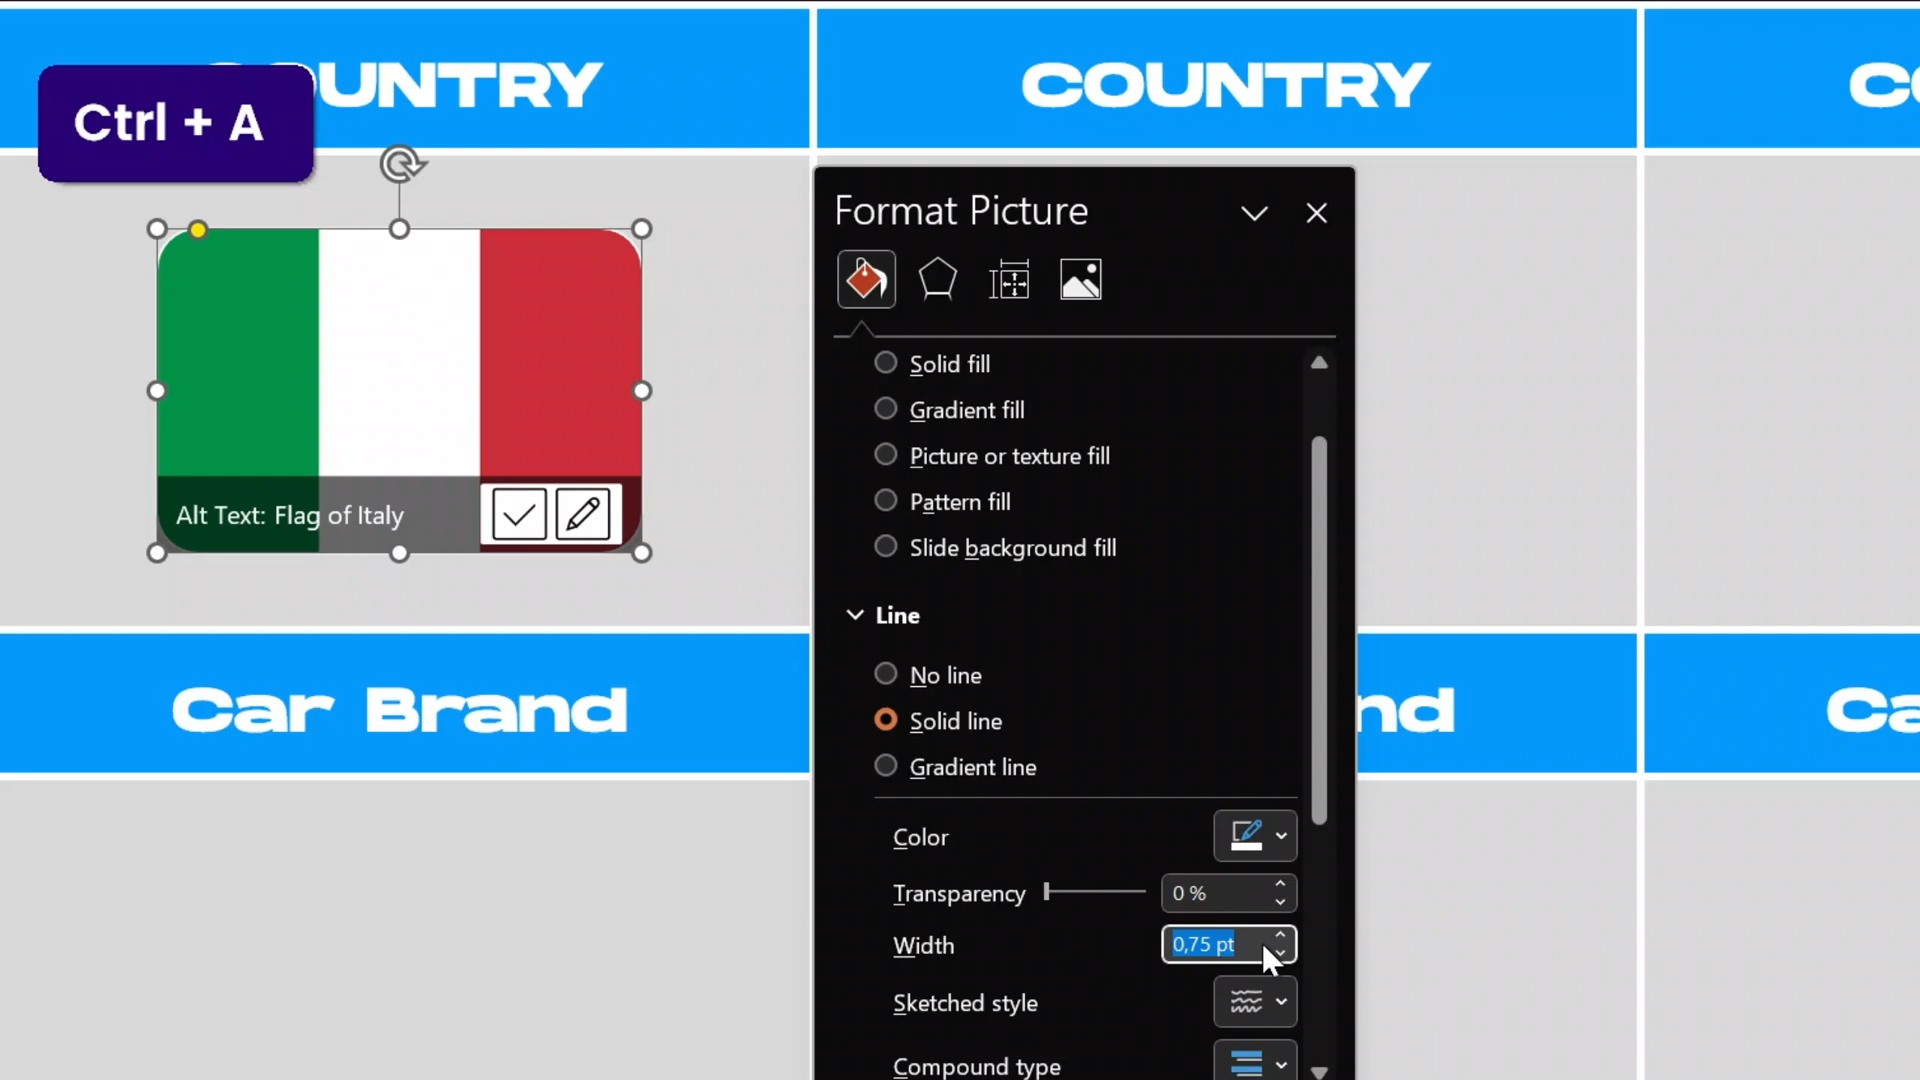 COUNTRY
COUNTRY
Ctrl + A
Format Picture
Solid fill
Gradient fill
Picture or texture fill
Pattern fill
Slide background fill
Alt Text: Flag of Italy
Line
No line
Solid line
Gradient line
Car Brand
Color
Transparency
0 %
Width
0,75 pt
Sketched style
Compound type